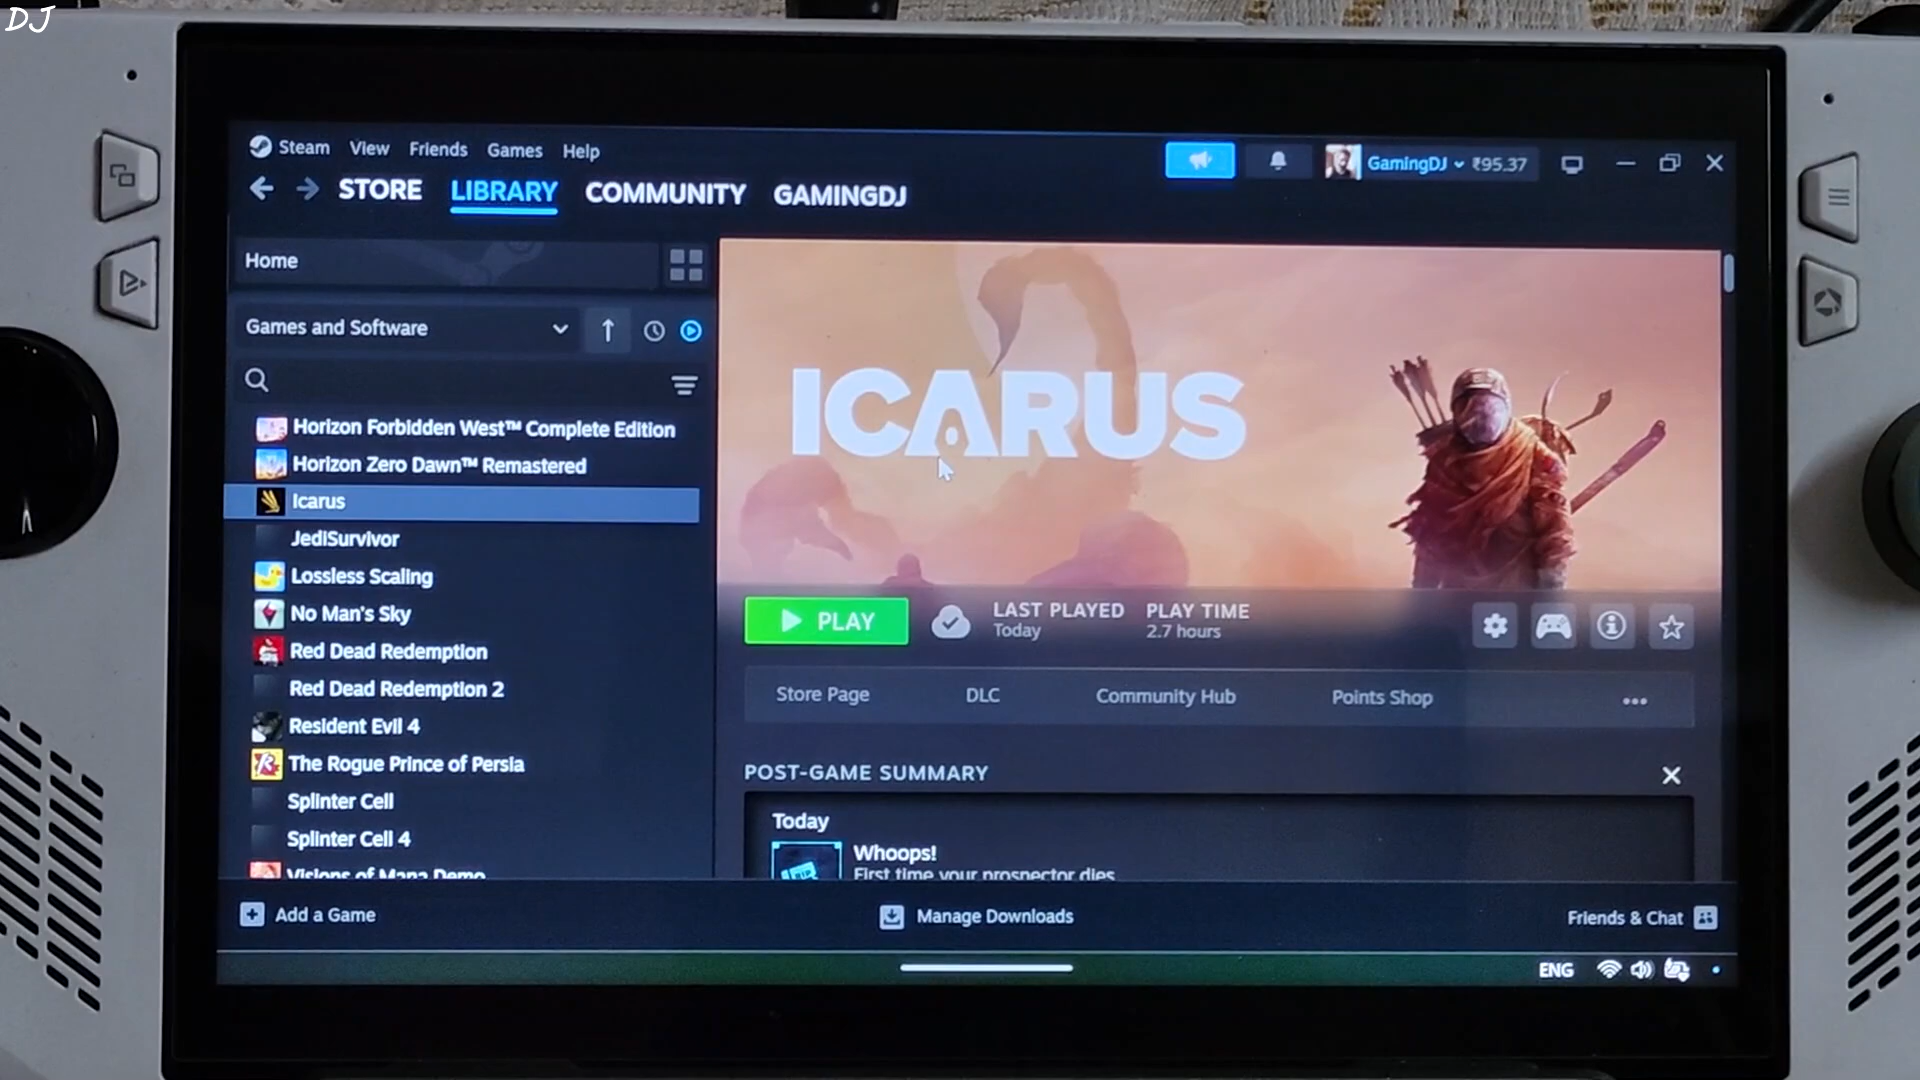 DJ
Steam View Friends Games Help
GamingDJ ₹95.37
STORE LIBRARY COMMUNITY GAMINGDJ
Home
Games and Software
Horizon Forbidden West™ Complete Edition
Horizon Zero Dawn™ Remastered
Icarus
JediSurvivor
Lossless Scaling
No Man's Sky
Red Dead Redemption
Red Dead Redemption 2
Resident Evil 4
The Rogue Prince of Persia
Splinter Cell
Splinter Cell 4
Visions of Mana Demo
ICARUS
PLAY
LAST PLAYED
Today
PLAY TIME
2.7 hours
Store Page DLC Community Hub Points Shop
POST-GAME SUMMARY
Today
Whoops!
First time your prospector dies
Add a Game
Manage Downloads
Friends & Chat
ENG